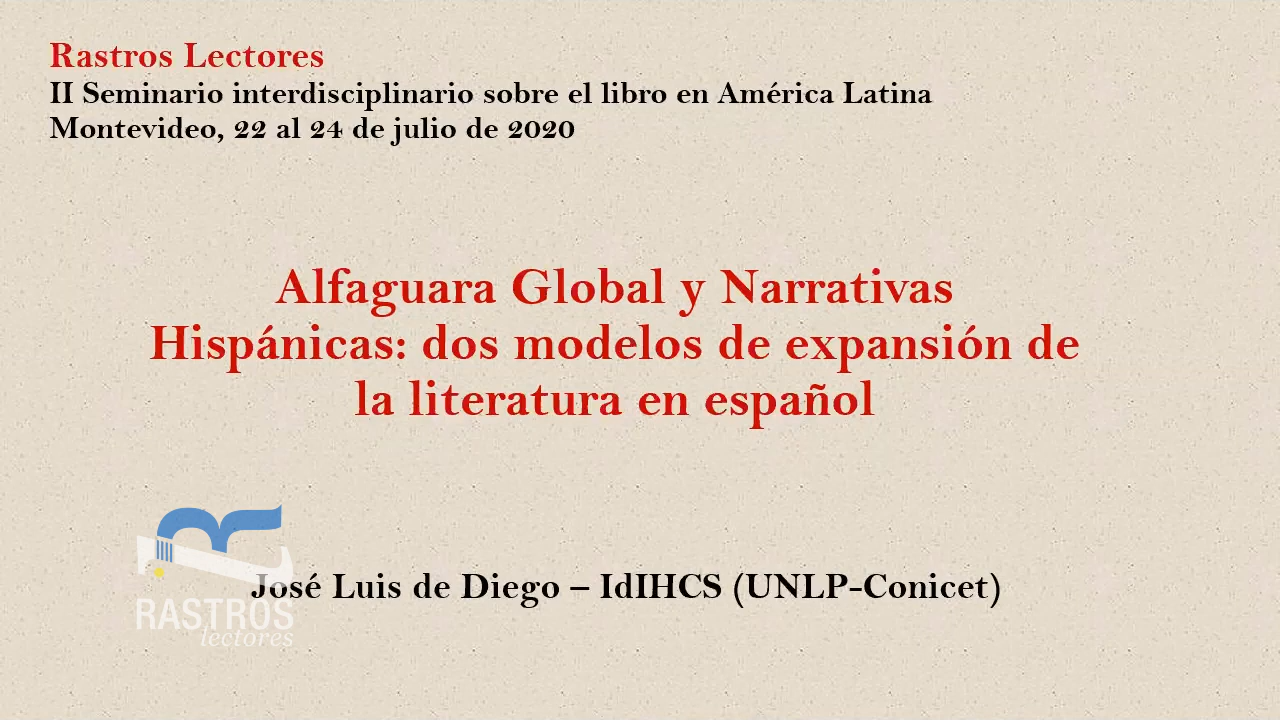 Rastros Lectores
II Seminario interdisciplinario sobre el libro en América Latina
Montevideo, 22 al 24 de julio de 2020
Alfaguara Global y Narrativas
Hispánicas: dos modelos de expansión de
la literatura en español
José Luis de Diego – IdIHCS (UNLP-Conicet)
RASTROS
lectores